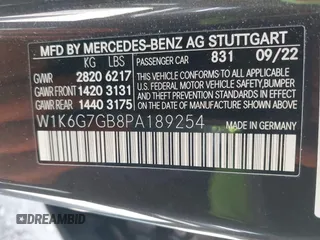 MFD BY MERCEDES-BENZ AG STUTTGART
KG LBS PASSENGER CAR 831 09/22
GVWR 2820 6217
GAWR FRONT 1420 3131
GAWR REAR 1440 3175
THIS VEHICLE CONFORMS TO ALL
APPLICABLE U.S. FEDERAL MOTOR
VEHICLE SAFETY, BUMPER, AND
THEFT PREVENTION STANDARDS IN
EFFECT ON THE DATE OF
MANUFACTURE SHOWN ABOVE
W1K6G7GB8PA189254
MADE IN GERMANY
DREAMBID